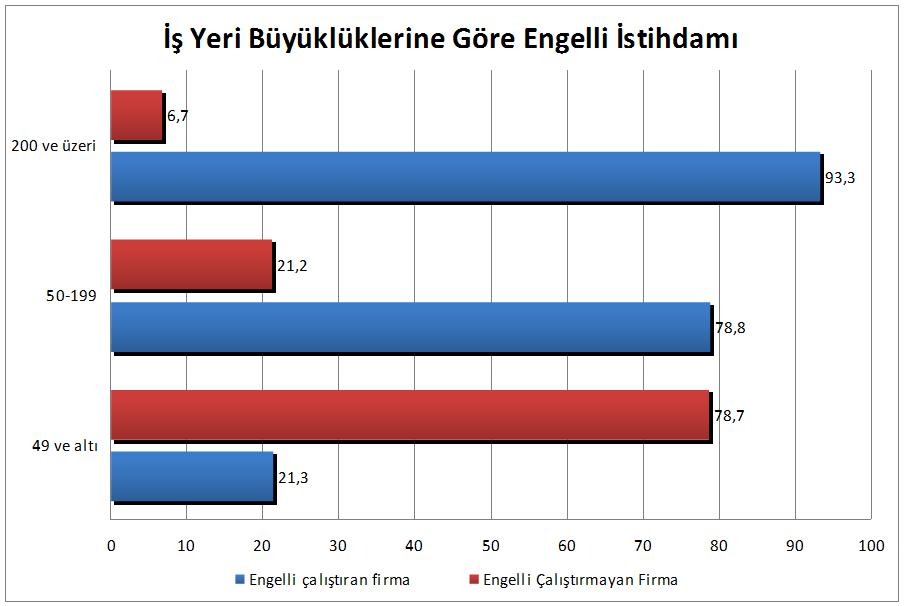 İş Yeri Büyüklüklerine Göre Engelli İstihdamı
6,7
200 ve üzeri
93,3
21,2
50-199
78,8
78,7
49 ve altı
21,3
0 10 20 30 40 50 60 70 80 90 100
Engelli çalıştıran firma Engelli Çalıştırmayan Firma